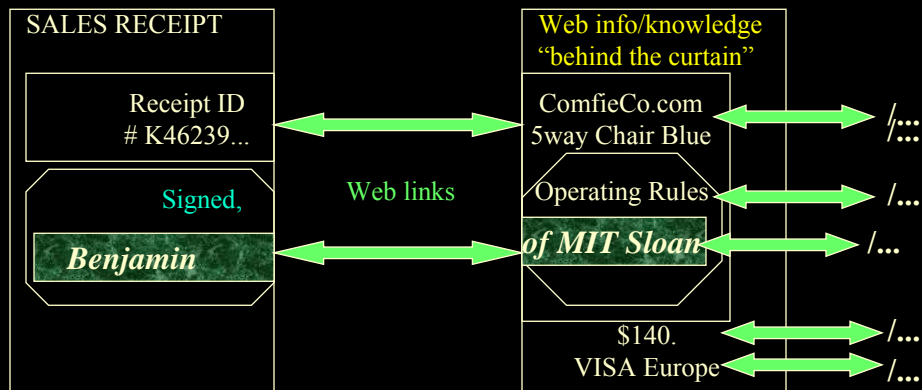 SALES RECEIPT
Receipt ID
# K46239...
Signed,
Benjamin
Web links
Web info/knowledge
“behind the curtain”
ComfieCo.com
5way Chair Blue
Operating Rules
of MIT Sloan
$140.
VISA Europe
/...
/...
/...
/...
/...
/...